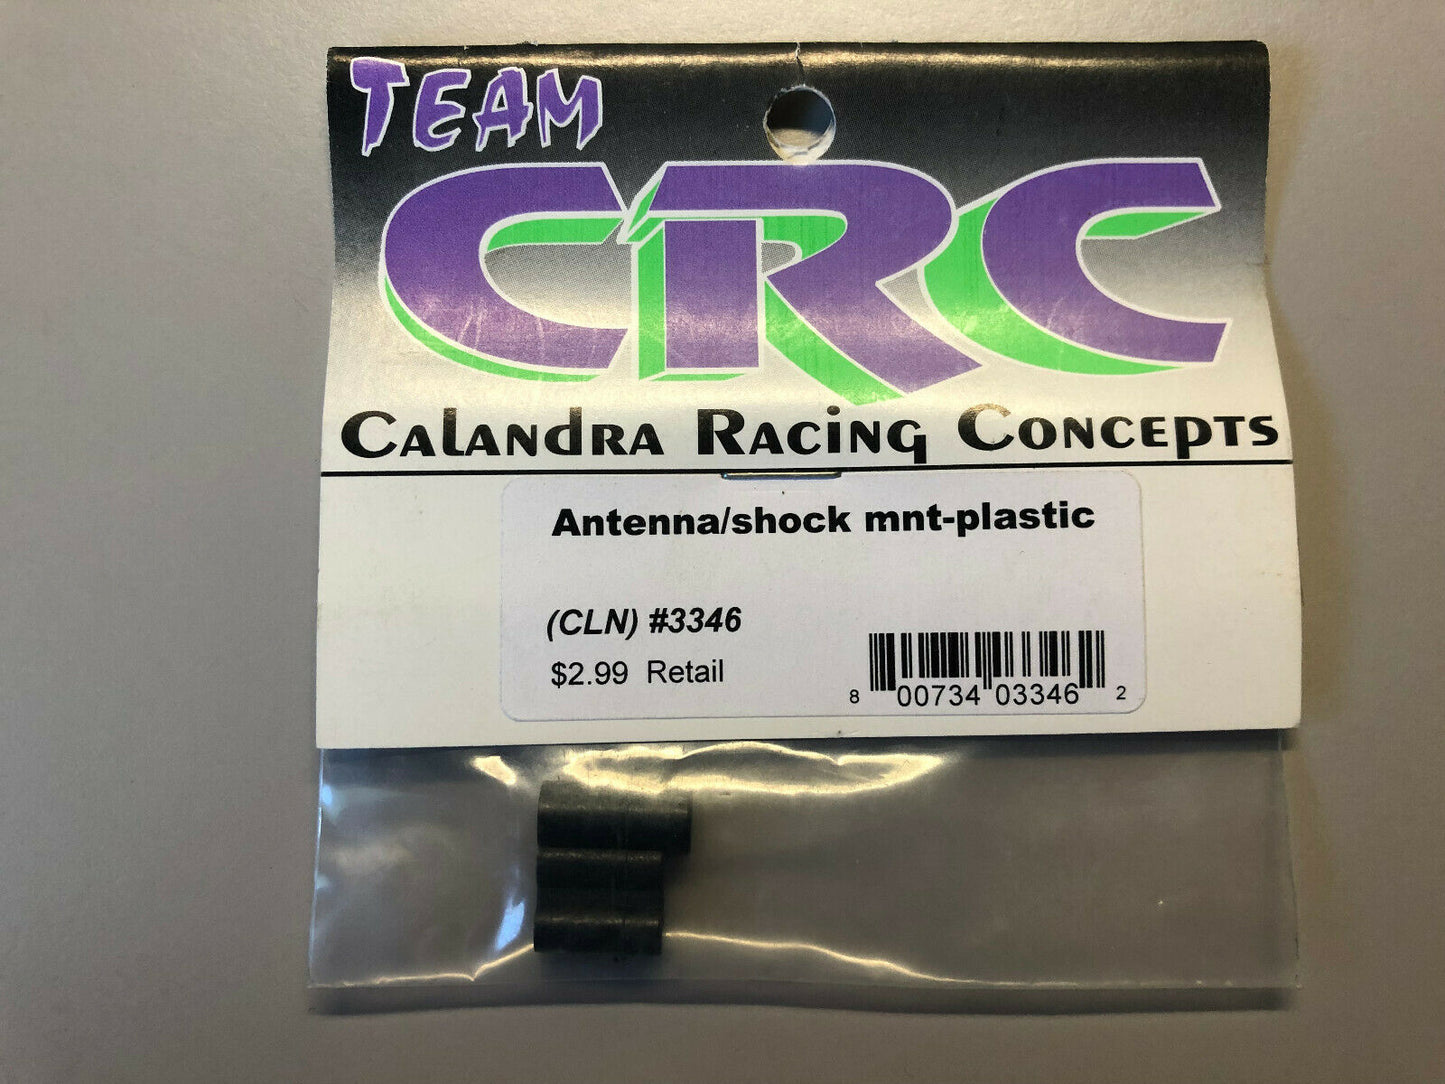 TEAM
CRC
Calandra Racing Concepts
Antenna/shock mnt-plastic
(CLN) #3346
$2.99 Retail
8 00734 03346 2